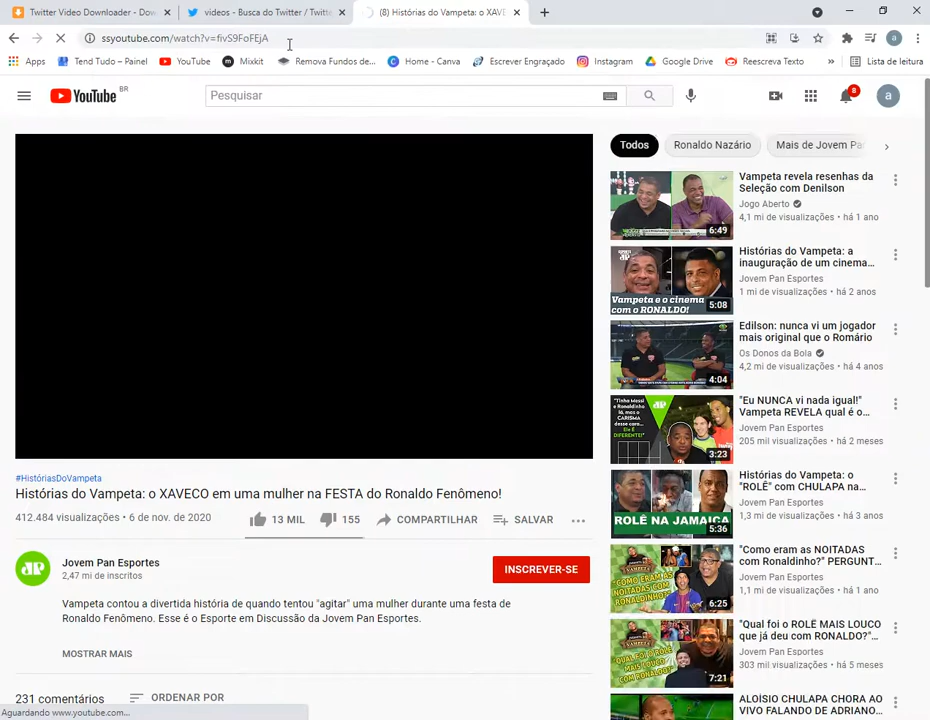 Twitter Video Downloader - Dow
videos - Busca do Twitter / Twitte
(8) Histórias do Vampeta: o XAVE
ssyoutube.com/watch?v=fivS9FoFEjA
Apps
Tend Tudo – Painel
YouTube
Mixkit
Remova Fundos de...
Home - Canva
Escrever Engraçado
Instagram
Google Drive
Reescreva Texto
»
Lista de leitura
YouTube BR
Pesquisar
8
a
Todos
Ronaldo Nazário
Mais de Jovem Pa
Vampeta revela resenhas da
Seleção com Denilson
Jogo Aberto
4,1 mi de visualizações • há 1 ano
6:49
Histórias do Vampeta: a
inauguração de um cinema…
Jovem Pan Esportes
1 mi de visualizações • há 2 anos
Vampeta e o cinema
com o RONALDO!
5:08
Edílson: nunca vi um jogador
mais original que o Romário
Os Donos da Bola
4,2 mi de visualizações • há 4 anos
4:04
"Eu NUNCA vi nada igual!"
Vampeta REVELA qual é o…
Jovem Pan Esportes
205 mil visualizações • há 2 meses
3:23
Histórias do Vampeta: o
"ROLÊ" com CHULAPA na…
Jovem Pan Esportes
1,3 mi de visualizações • há 3 anos
ROLÊ NA JAMAICA
5:36
"Como eram as NOITADAS
com Ronaldinho?" PERGUNT…
Jovem Pan Esportes
1,1 mi de visualizações • há 1 ano
6:25
"Qual foi o ROLÊ MAIS LOUCO
que já deu com RONALDO?"…
Jovem Pan Esportes
303 mil visualizações • há 5 meses
7:21
ALOÍSIO CHULAPA CHORA AO
VIVO FALANDO DE ADRIANO,
#HistóriasDoVampeta
Histórias do Vampeta: o XAVECO em uma mulher na FESTA do Ronaldo Fenômeno!
412.484 visualizações • 6 de nov. de 2020
13 MIL
155
COMPARTILHAR
SALVAR
Jovem Pan Esportes
2,47 mi de inscritos
INSCREVER-SE
Vampeta contou a divertida história de quando tentou "agitar" uma mulher durante uma festa de
Ronaldo Fenômeno. Esse é o Esporte em Discussão da Jovem Pan Esportes.
MOSTRAR MAIS
231 comentários
ORDENAR POR
Aguardando www.youtube.com...